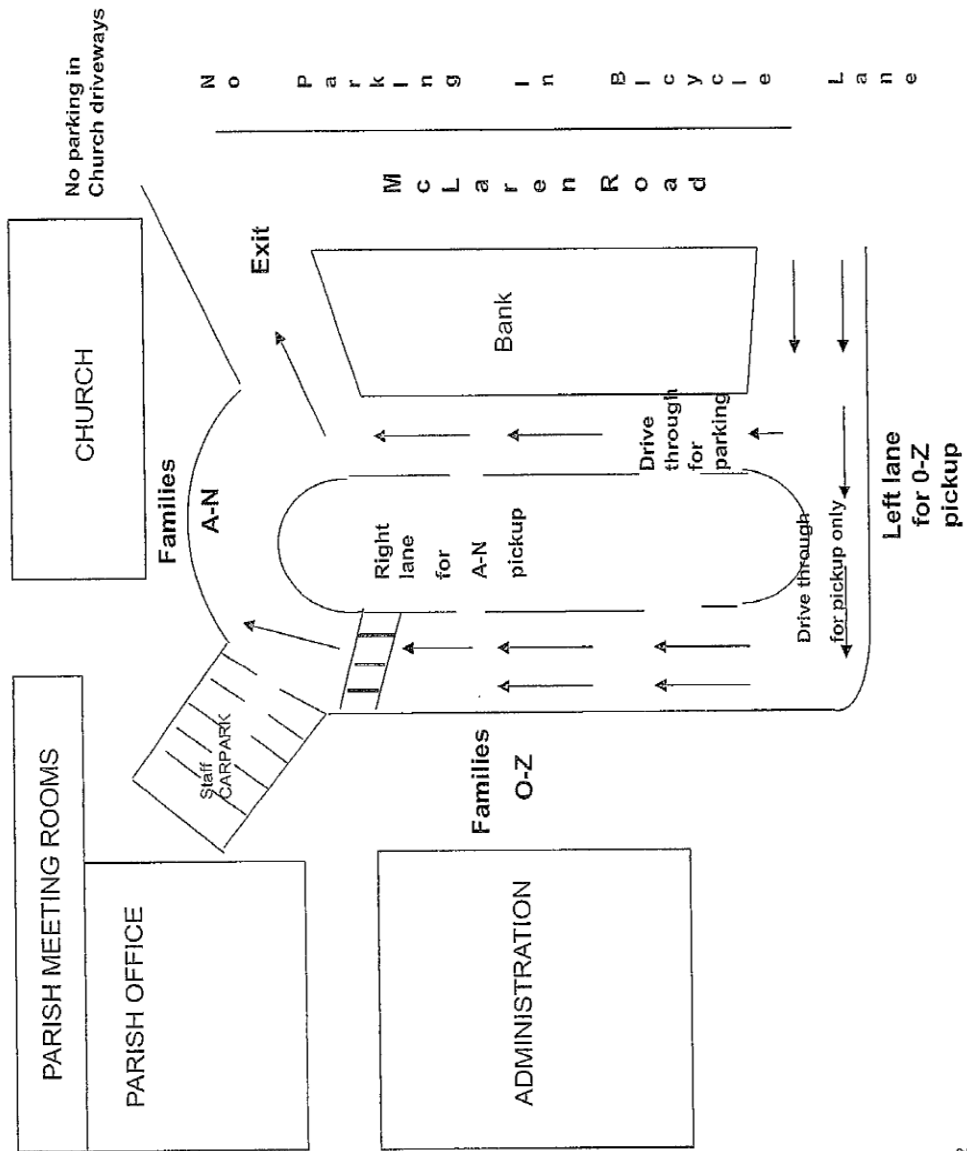 No parking in
Church driveways
CHURCH
Exit
Families
A-N
No Parking In Bicycle Lane
McLaren Road
Bank
Drive
through
for
parking
Right
lane
for
A-N
pickup
Drive through
for pickup only
Left lane
for 0-Z
pickup
Staff
CARPARK
Families
O-Z
PARISH MEETING ROOMS
PARISH OFFICE
ADMINISTRATION